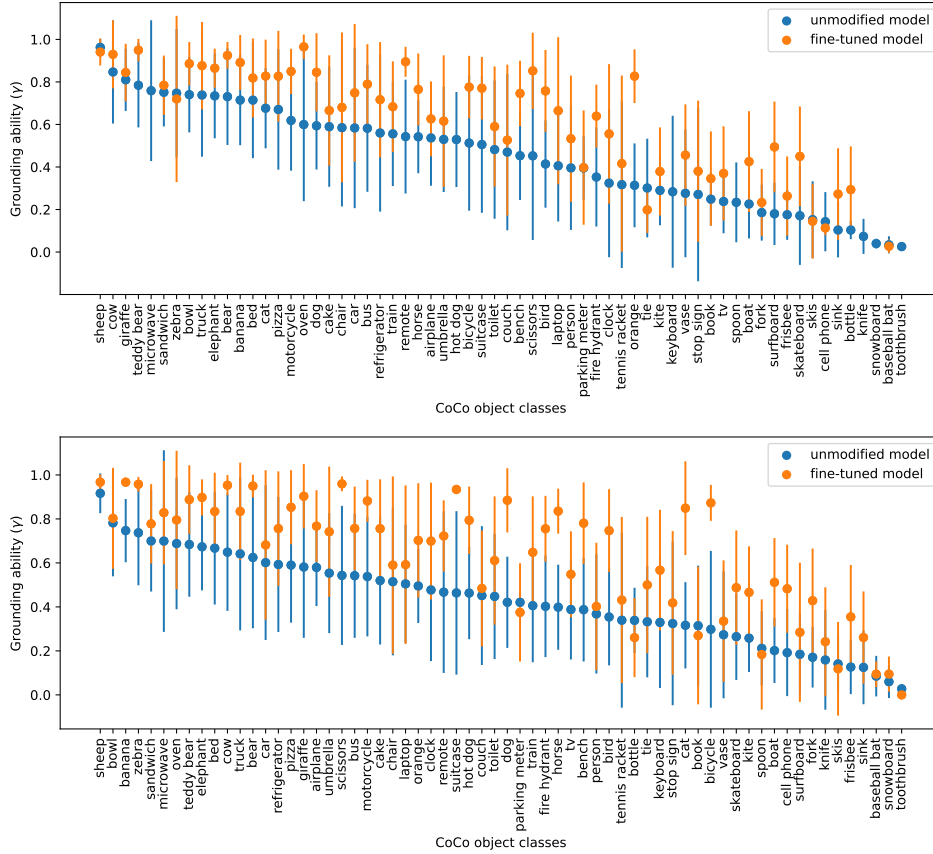 unmodified model
fine-tuned model
1.0
0.8
0.6
0.4
0.2
0.0
Grounding ability (γ)
sheep
cow
giraffe
teddy bear
microwave
sandwich
zebra
bowl
truck
elephant
bear
banana
bed
cat
pizza
motorcycle
oven
dog
cake
chair
car
bus
refrigerator
train
remote
horse
airplane
umbrella
hot dog
bicycle
suitcase
toilet
couch
bench
scissors
bird
laptop
person
parking meter
fire hydrant
clock
tennis racket
orange
tie
kite
keyboard
vase
stop sign
book
tv
spoon
boat
fork
surfboard
frisbee
skateboard
skis
cell phone
sink
bottle
knife
snowboard
baseball bat
toothbrush
CoCo object classes
unmodified model
fine-tuned model
1.0
0.8
0.6
0.4
0.2
0.0
Grounding ability (γ)
sheep
bowl
banana
zebra
sandwich
microwave
oven
teddy bear
elephant
bed
cow
truck
bear
car
refrigerator
pizza
giraffe
airplane
umbrella
scissors
bus
motorcycle
cake
chair
laptop
orange
clock
remote
suitcase
hot dog
couch
toilet
dog
parking meter
train
fire hydrant
horse
tv
bench
person
bird
tennis racket
bottle
tie
keyboard
stop sign
cat
book
bicycle
vase
skateboard
kite
spoon
boat
cell phone
surfboard
fork
knife
skis
frisbee
sink
baseball bat
snowboard
toothbrush
CoCo object classes